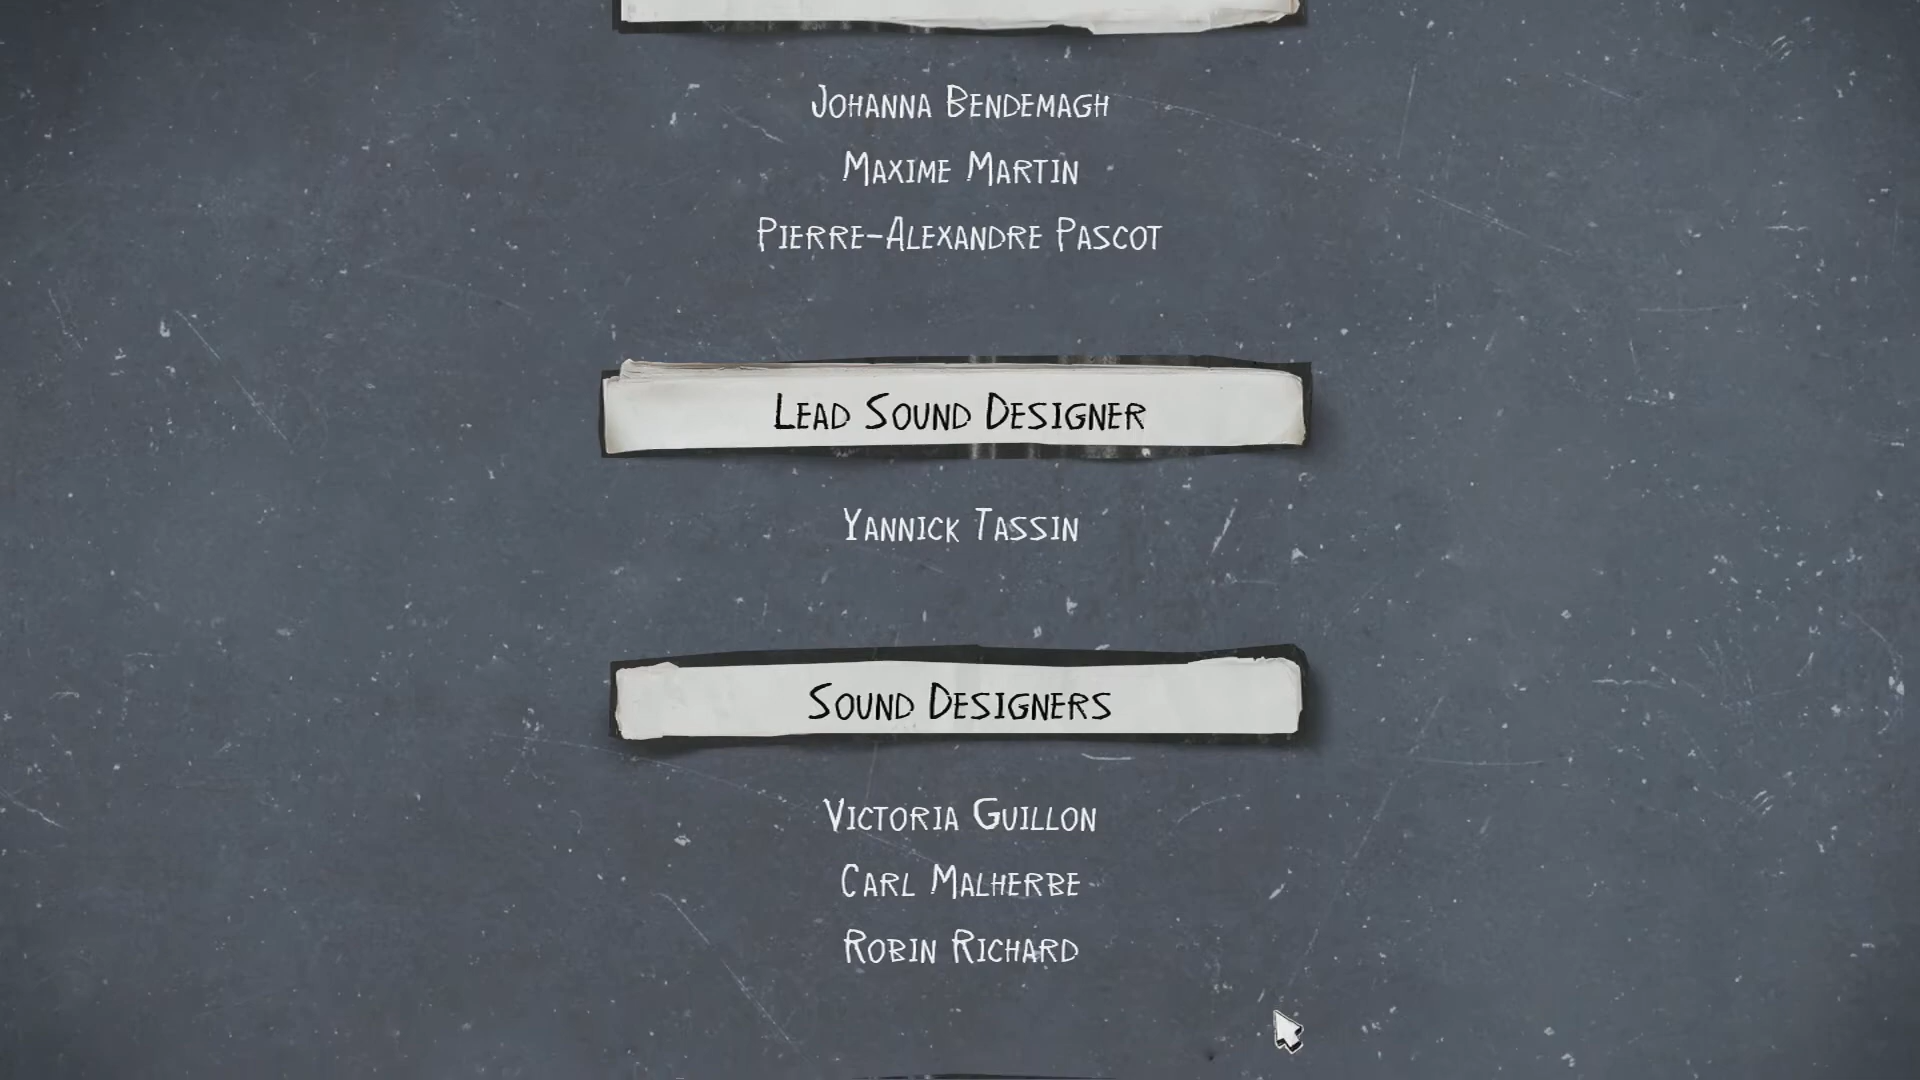 Johanna Bendemagh
Maxime Martin
Pierre-Alexandre Pascot
Lead Sound Designer
Yannick Tassin
Sound Designers
Victoria Guillon
Carl Malherbe
Robin Richard